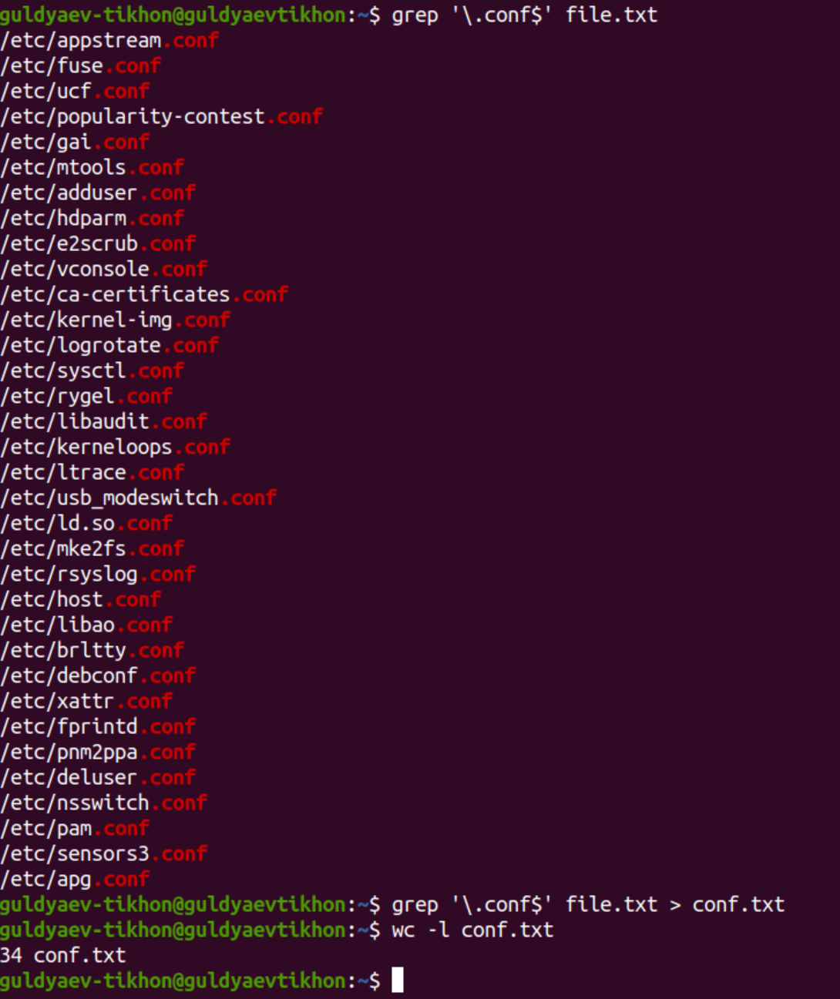 guldyaev-tikhon@guldyaevtikhon:~$ grep '\.conf$' file.txt
/etc/appstream.conf
/etc/fuse.conf
/etc/ucf.conf
/etc/popularity-contest.conf
/etc/gai.conf
/etc/mtools.conf
/etc/adduser.conf
/etc/hdparm.conf
/etc/e2scrub.conf
/etc/vconsole.conf
/etc/ca-certificates.conf
/etc/kernel-img.conf
/etc/logrotate.conf
/etc/sysctl.conf
/etc/rygel.conf
/etc/libaudit.conf
/etc/kerneloops.conf
/etc/ltrace.conf
/etc/usb_modeswitch.conf
/etc/ld.so.conf
/etc/mke2fs.conf
/etc/rsyslog.conf
/etc/host.conf
/etc/libao.conf
/etc/brltty.conf
/etc/debconf.conf
/etc/xattr.conf
/etc/fprintd.conf
/etc/pnm2ppa.conf
/etc/deluser.conf
/etc/nsswitch.conf
/etc/pam.conf
/etc/sensors3.conf
/etc/apg.conf
guldyaev-tikhon@guldyaevtikhon:~$ grep '\.conf$' file.txt > conf.txt
guldyaev-tikhon@guldyaevtikhon:~$ wc -l conf.txt
34 conf.txt
guldyaev-tikhon@guldyaevtikhon:~$